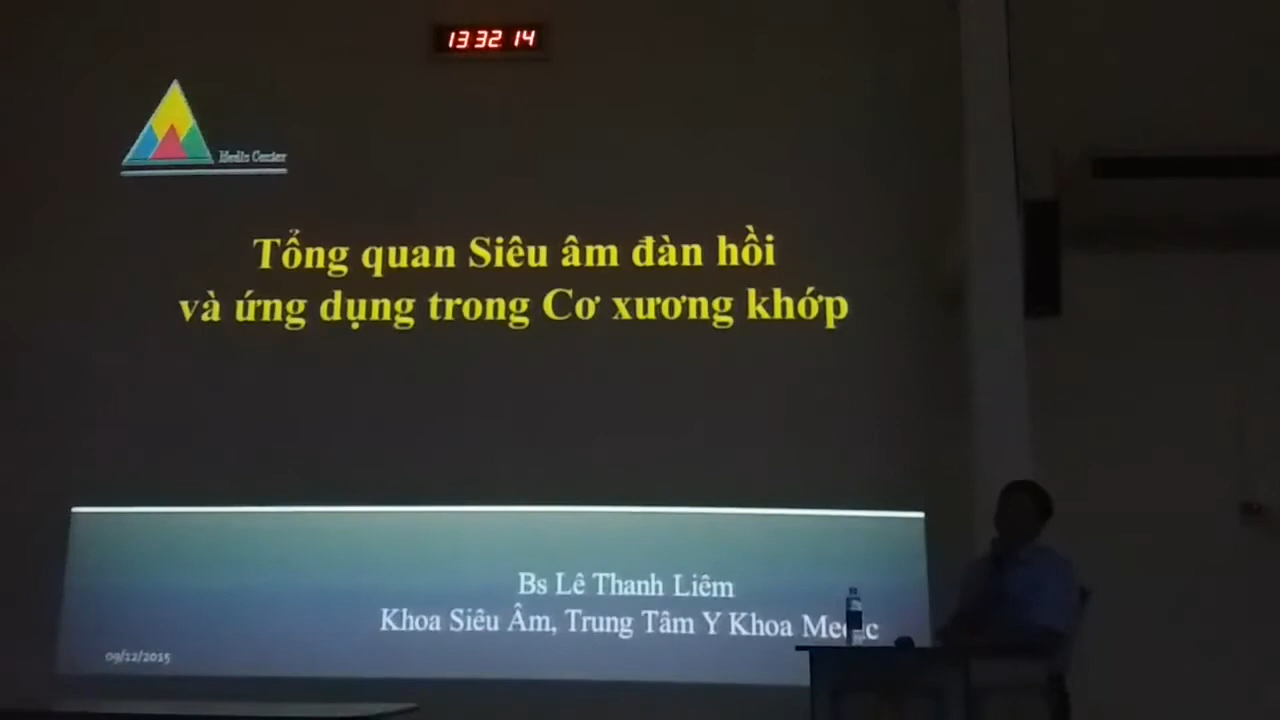 13 32 14
Medic Center
Tổng quan Siêu âm đàn hồi
và ứng dụng trong Cơ xương khớp
Bs Lê Thanh Liêm
Khoa Siêu Âm, Trung Tâm Y Khoa Medic
09/12/2015